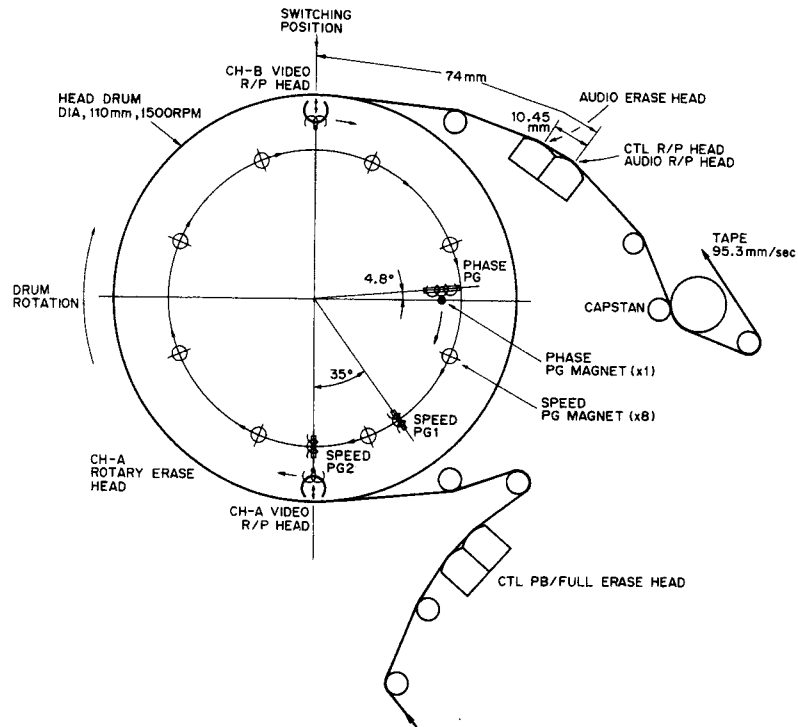 SWITCHING
POSITION
CH-B VIDEO
R/P HEAD
74mm
HEAD DRUM
DIA, 110mm, 1500RPM
AUDIO ERASE HEAD
10.45
mm
CTL R/P HEAD
AUDIO R/P HEAD
TAPE
95.3mm/sec
DRUM
ROTATION
4.8°
PHASE
PG
CAPSTAN
PHASE
PG MAGNET (x1)
35°
SPEED
PG MAGNET (x8)
SPEED
PG1
SPEED
PG2
CH-A
ROTARY ERASE
HEAD
CH-A VIDEO
R/P HEAD
CTL PB/FULL ERASE HEAD